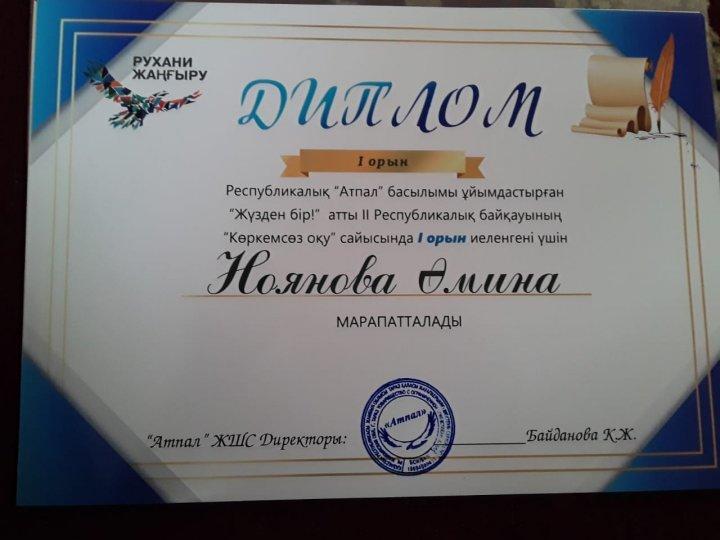 РУХАНИ
ЖАҢҒЫРУ
ДИПЛОМ
I орын
Республикалық “Атпал” басылымы ұйымдастырған
“Жүзден бір!” атты II Республикалық байқауының
“Көркемсөз оқу” сайысында I орын иеленгені үшін
Ноянова Әмина
МАРАПАТТАЛАДЫ
«Атпал»
“Атпал” ЖШС Директоры:
Байданова К.Ж.